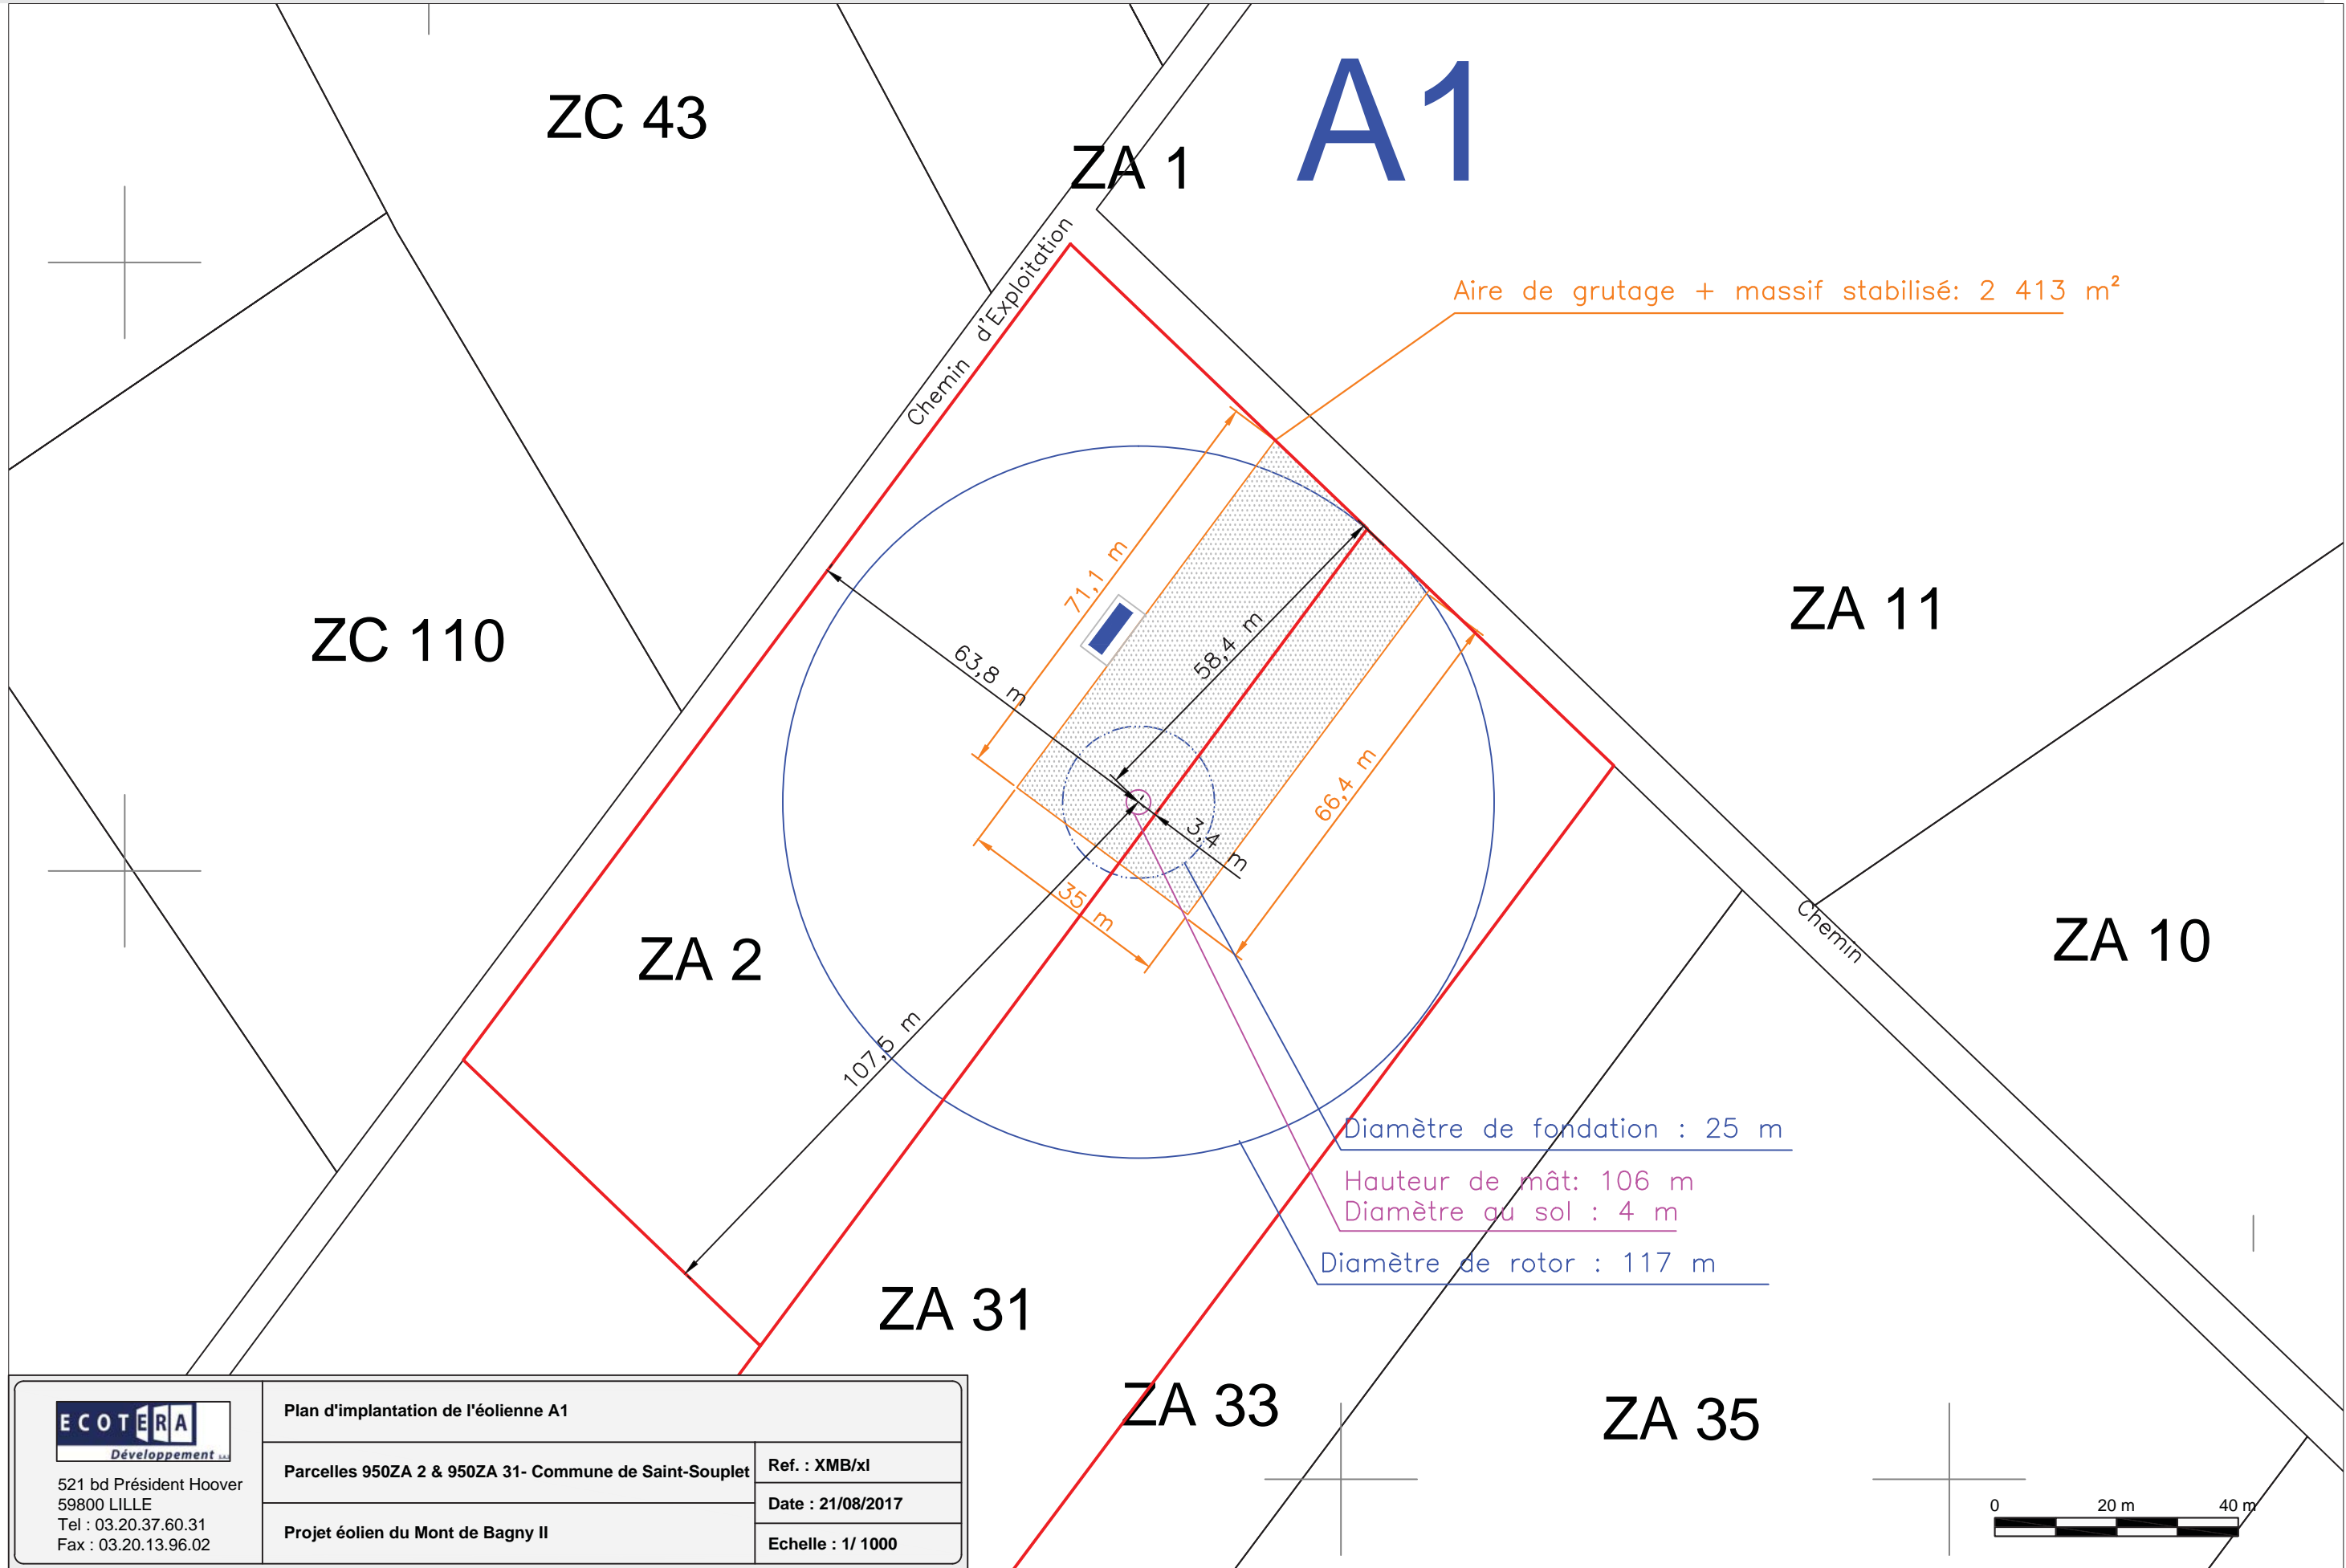 A1
ZC 43
ZA 1
Chemin d'Exploitation
Aire de grutage + massif stabilisé: 2 413 m²
71,1 m
ZC 110
63,8 m
58,4 m
ZA 11
66,4 m
3,4 m
35 m
ZA 2
Chemin
ZA 10
107,5 m
Diamètre de fondation : 25 m
Hauteur de mât: 106 m
Diamètre au sol : 4 m
Diamètre de rotor : 117 m
ZA 31
ZA 33
ZA 35
0 20 m 40 m
ECOTERA
Développement
521 bd Président Hoover
59800 LILLE
Tel : 03.20.37.60.31
Fax : 03.20.13.96.02
Plan d'implantation de l'éolienne A1
Parcelles 950ZA 2 & 950ZA 31- Commune de Saint-Souplet
Projet éolien du Mont de Bagny II
Ref. : XMB/xl
Date : 21/08/2017
Echelle : 1/ 1000